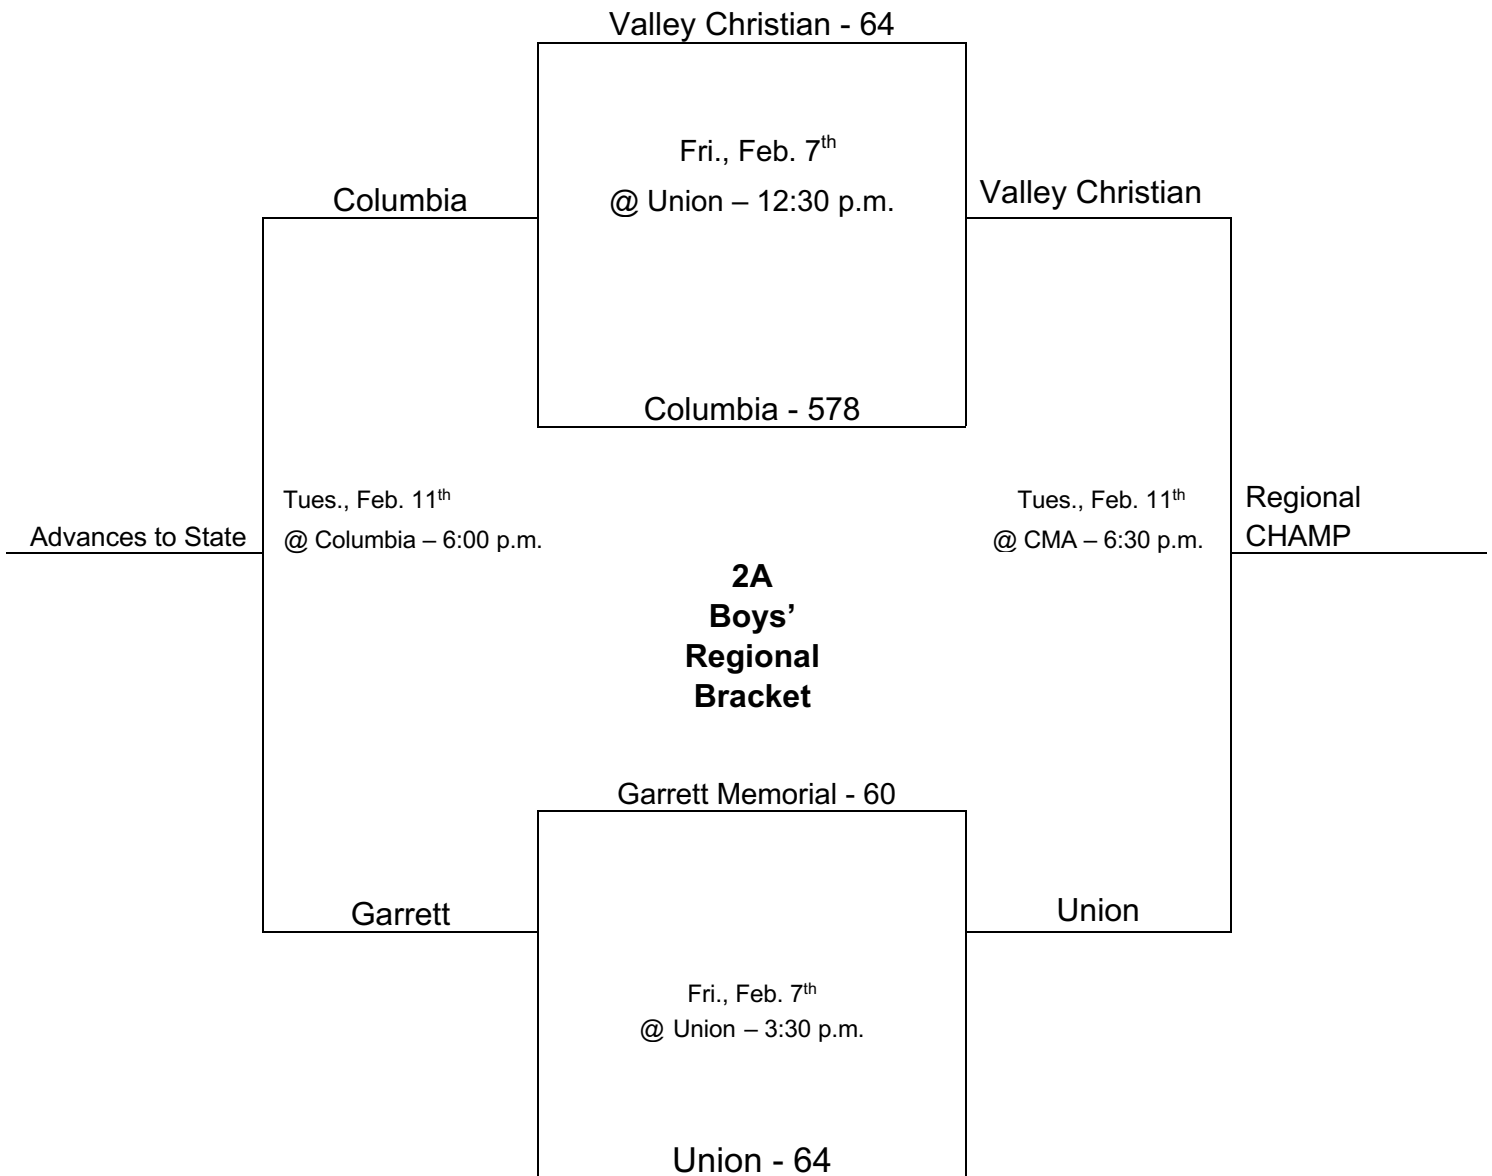 Valley Christian - 64
Fri., Feb. 7th
@ Union – 12:30 p.m.
Columbia
Valley Christian
Columbia - 578
Tues., Feb. 11th
@ Columbia – 6:00 p.m.
Advances to State
Tues., Feb. 11th
@ CMA – 6:30 p.m.
Regional
CHAMP
2A
Boys’
Regional
Bracket
Garrett Memorial - 60
Garrett
Union
Fri., Feb. 7th
@ Union – 3:30 p.m.
Union - 64